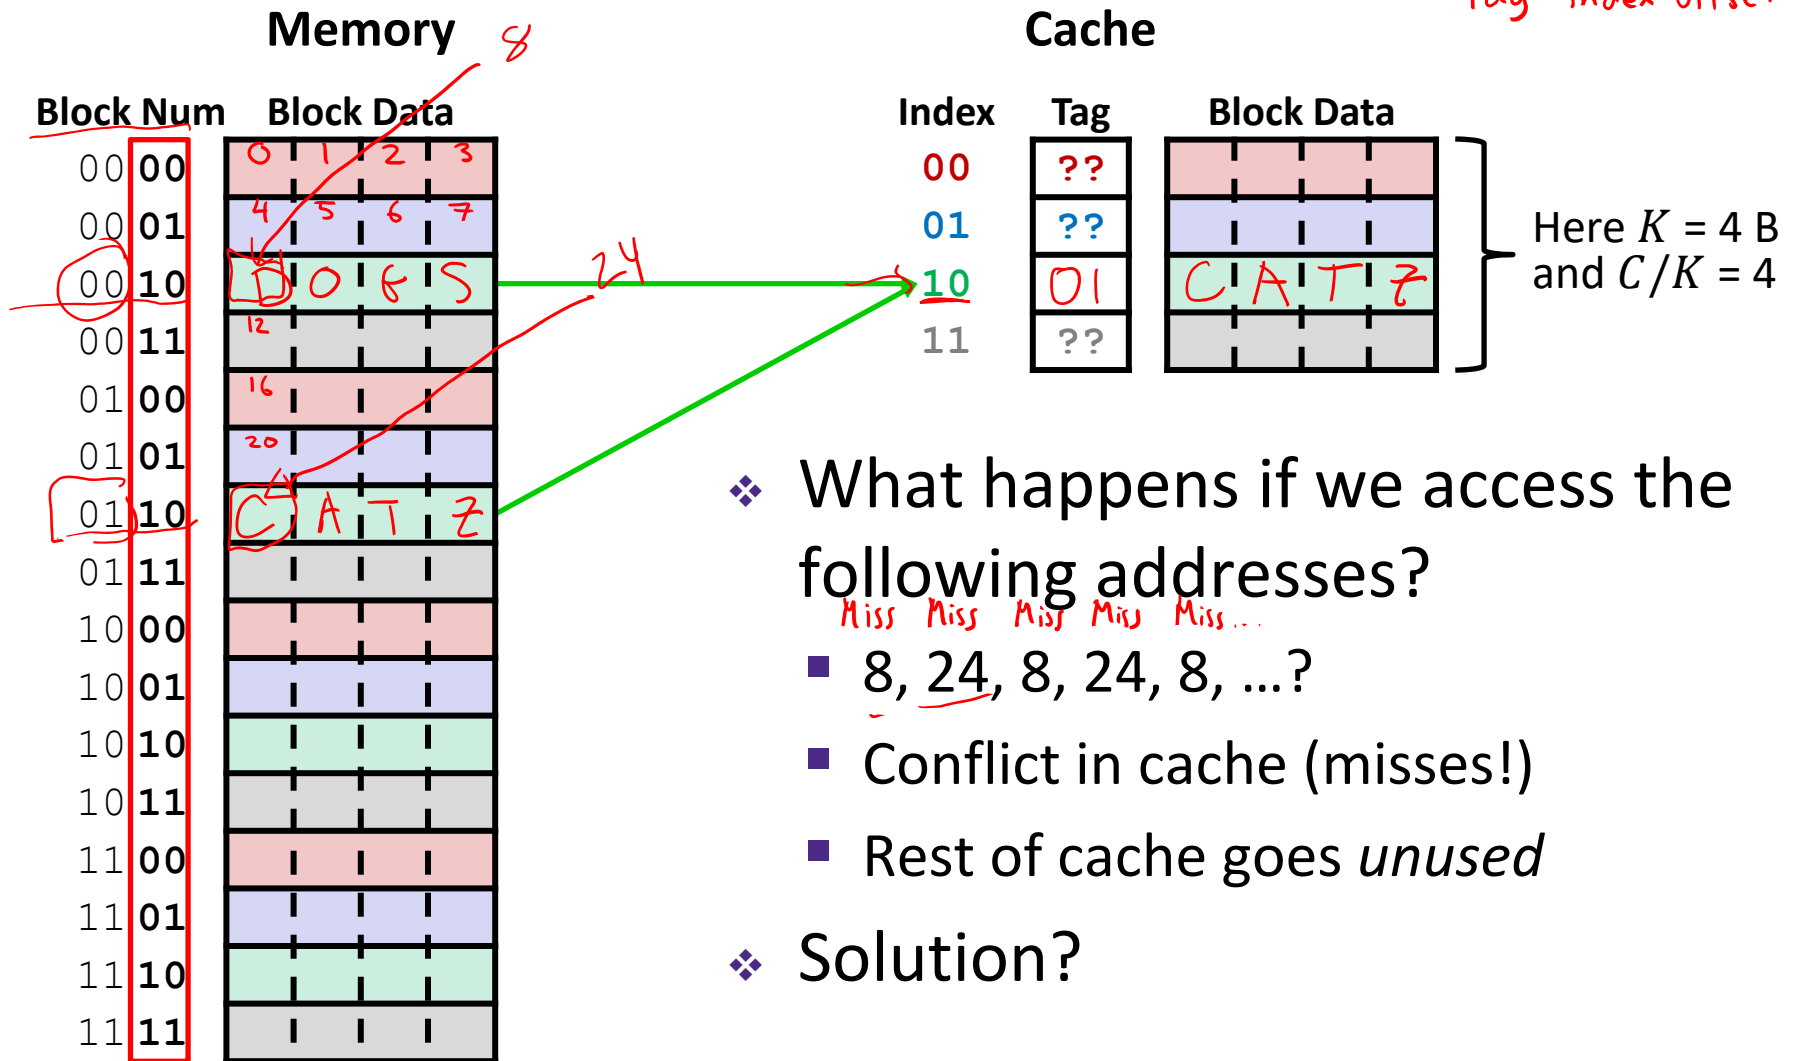 Tag index offset
Memory 8 Cache
Block Num Block Data Index Tag Block Data
00 00 0 1 2 3 00 ??
00 01 4 5 6 7 01 ??
00 10 D O G S 24 10 01 C A T Z
00 11 12 11 ??
01 00 16
01 01 20
01 10 C A T Z
01 11
10 00
10 01
10 10
10 11
11 00
11 01
11 10
11 11
Here K = 4 B
and C/K = 4
❖ What happens if we access the
following addresses?
Miss Miss Miss Miss Miss ...
▪ 8, 24, 8, 24, 8, ...?
▪ Conflict in cache (misses!)
▪ Rest of cache goes unused
❖ Solution?